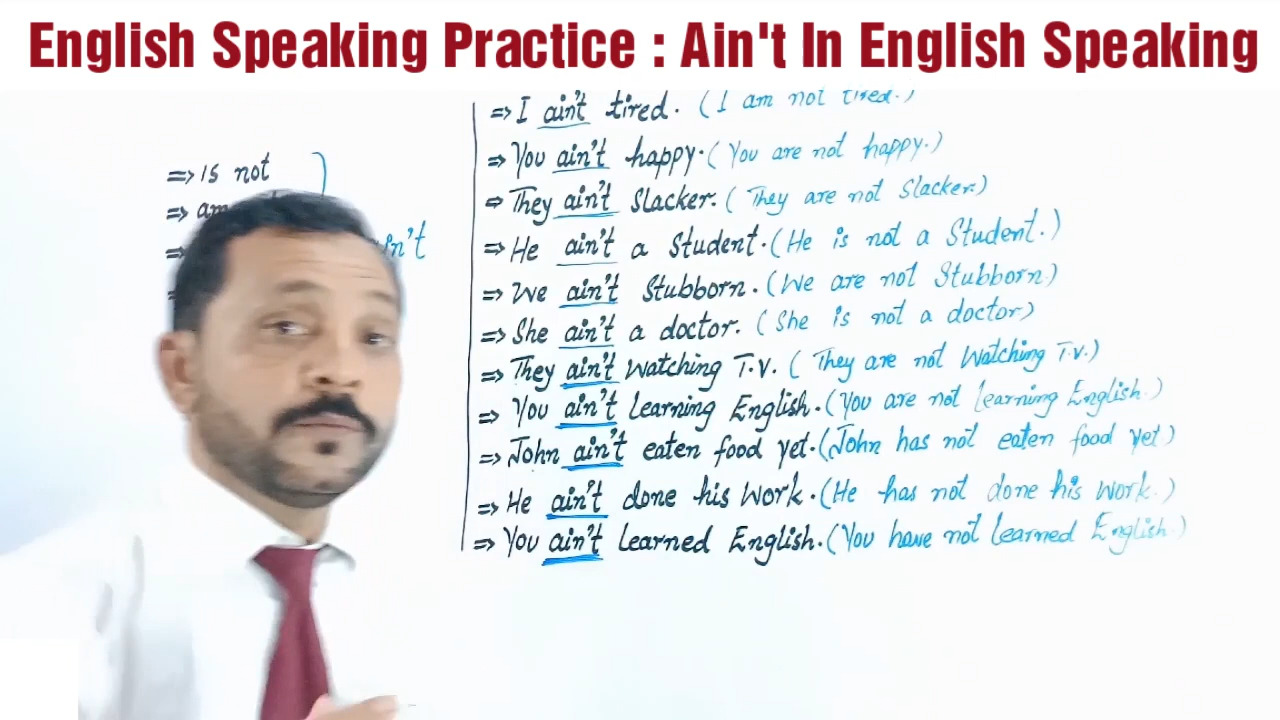 English Speaking Practice : Ain't In English Speaking
⇒ I ain't tired. (I am not tired.)
⇒ You ain't happy. (You are not happy.)
⇒ They ain't Slacker. (They are not Slacker.)
⇒ He ain't a Student. (He is not a Student.)
⇒ We ain't Stubborn. (We are not Stubborn.)
⇒ She ain't a doctor. (She is not a doctor)
⇒ They ain't Watching T.V. (They are not Watching T.V.)
⇒ You ain't Learning English. (You are not learning English.)
⇒ John ain't eaten food yet. (John has not eaten food yet)
⇒ He ain't done his Work. (He has not done his Work.)
⇒ You ain't Learned English. (You have not Learned English.)
⇒ is not
⇒ am
ain't